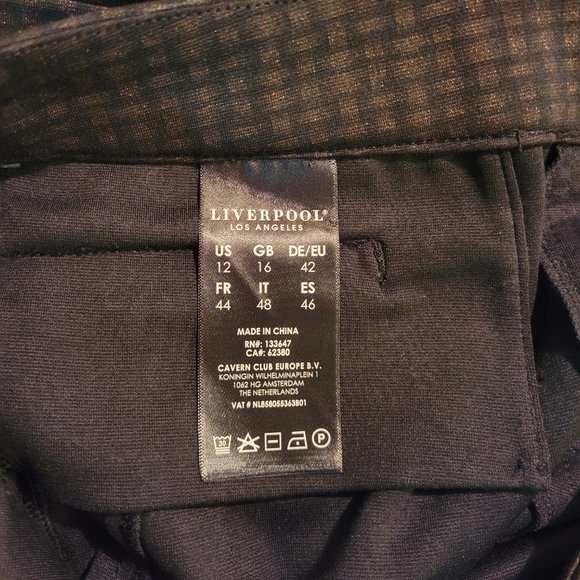 LIVERPOOL®
LOS ANGELES
US GB DE/EU
12 16 42
FR IT ES
44 48 46
MADE IN CHINA
RN#: 133647
CA#: 62380
CAVERN CLUB EUROPE B.V.
KONINGIN WILHELMINAPLEIN 1
1062 HG AMSTERDAM
THE NETHERLANDS
VAT # NL858055363B01
30 P